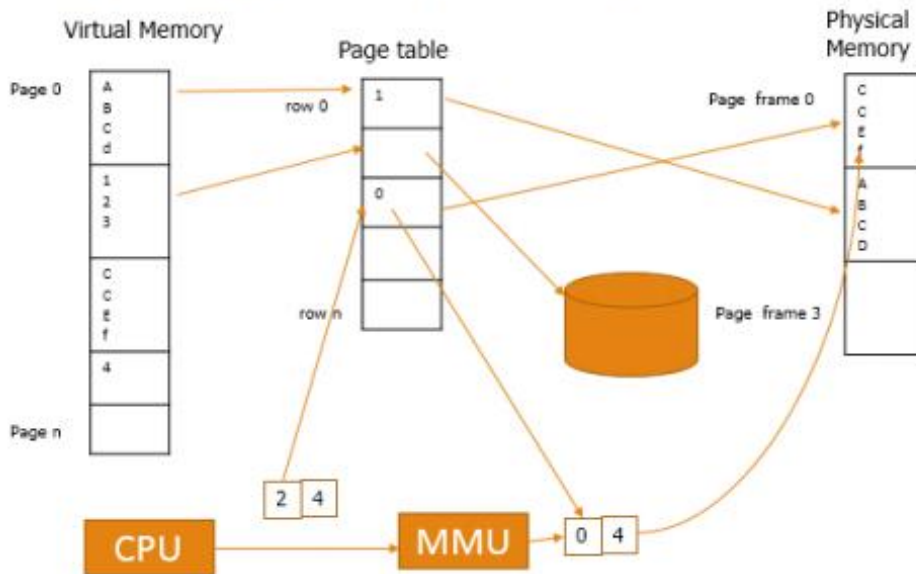 Virtual Memory
Page table
Physical
Memory
Page 0
A
B
C
d
1
2
3
C
C
E
f
4
Page n
row 0
1
0
row n
Page frame 0
C
C
E
f
A
B
C
D
Page frame 3
2 4
CPU
MMU
0 4